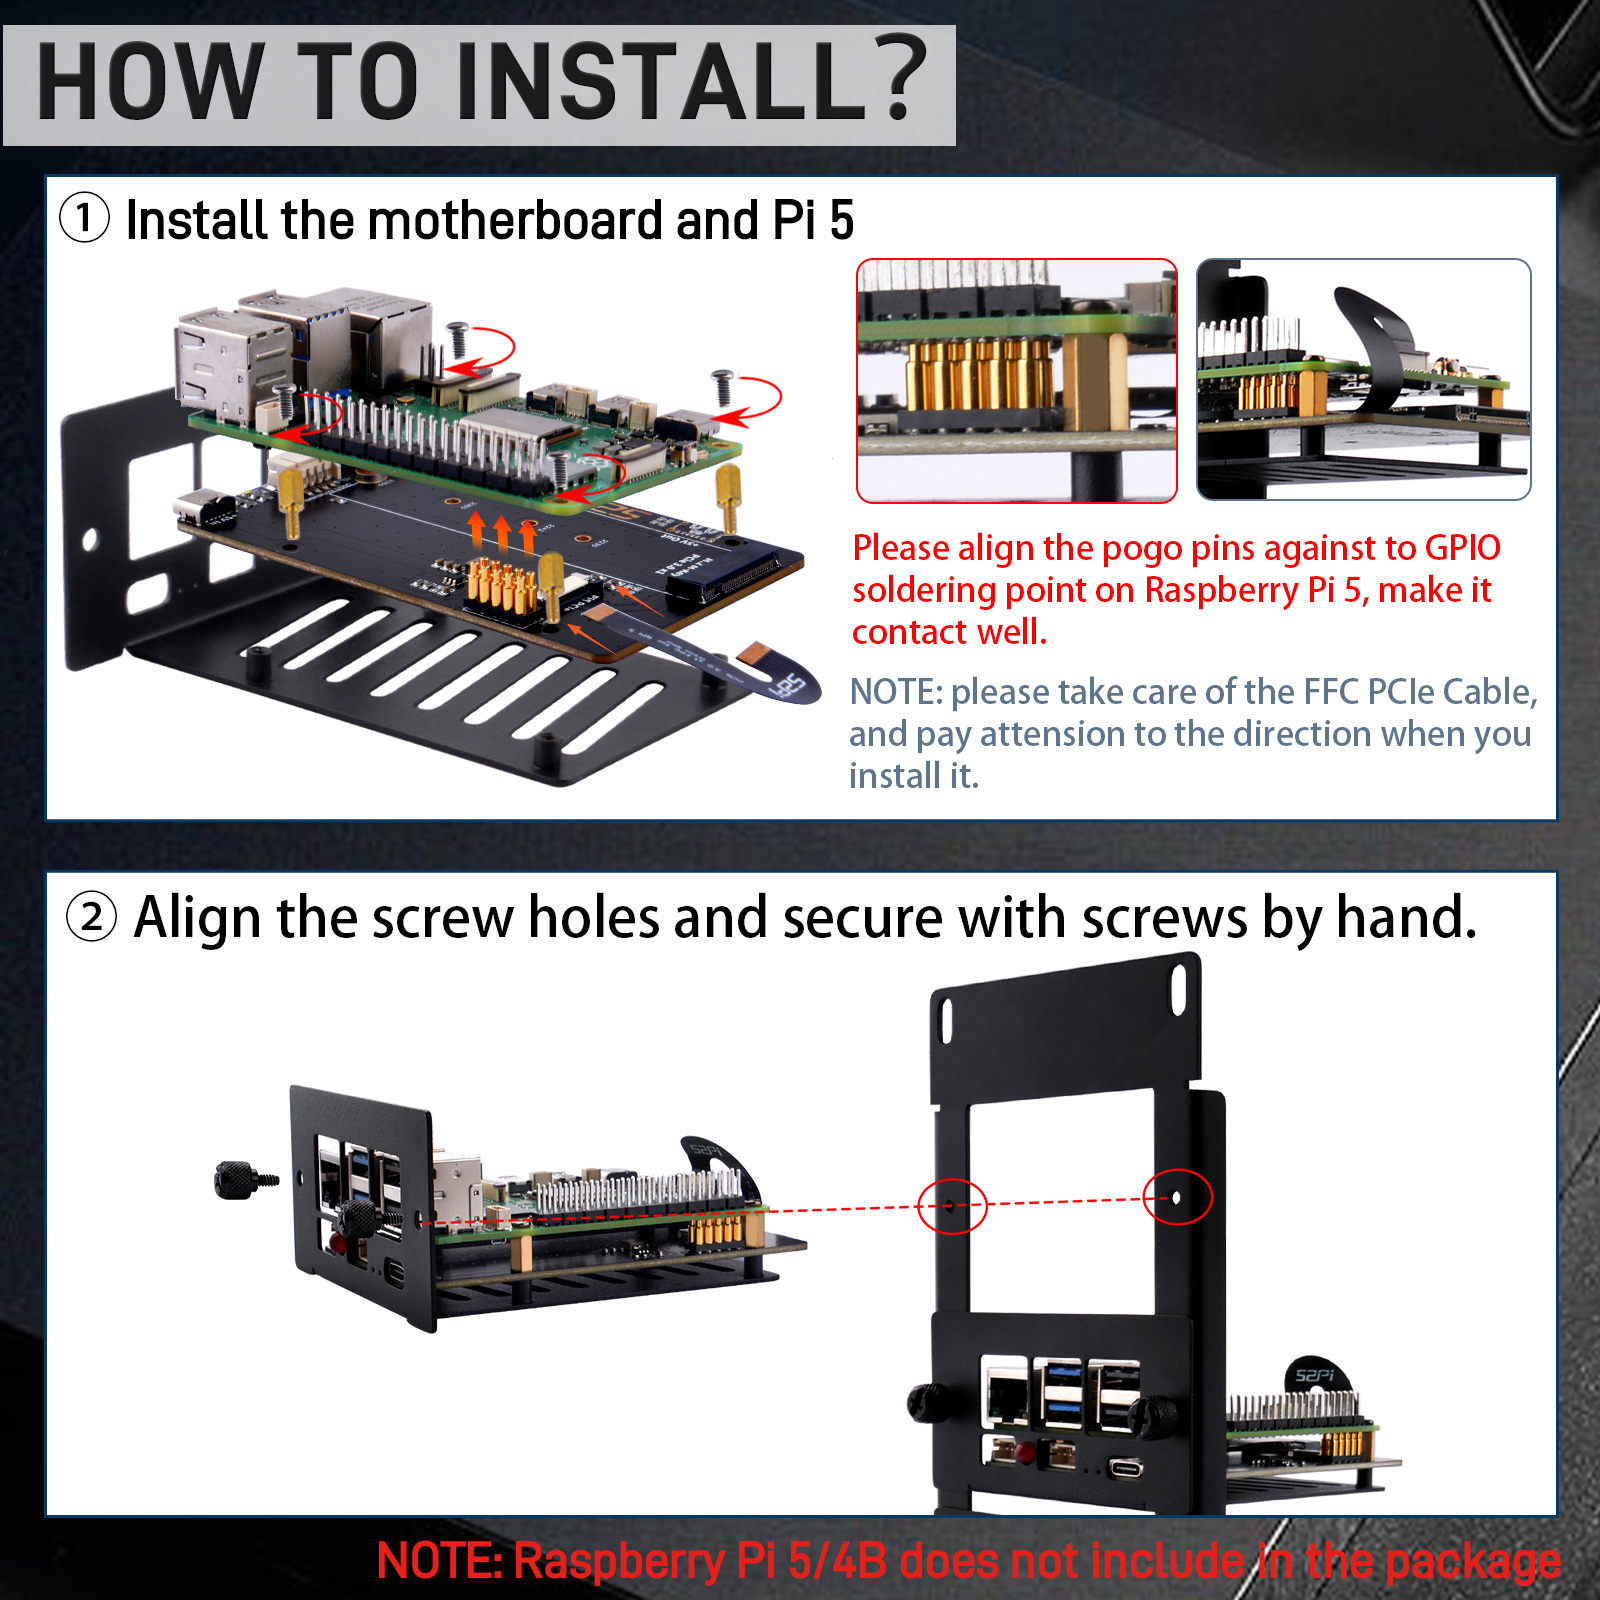 HOW TO INSTALL?
① Install the motherboard and Pi 5
Please align the pogo pins against to GPIO
soldering point on Raspberry Pi 5, make it
contact well.
NOTE: please take care of the FFC PCIe Cable,
and pay attension to the direction when you
install it.
② Align the screw holes and secure with screws by hand.
S2Pi
S2Pi
NOTE: Raspberry Pi 5/4B does not include in the package